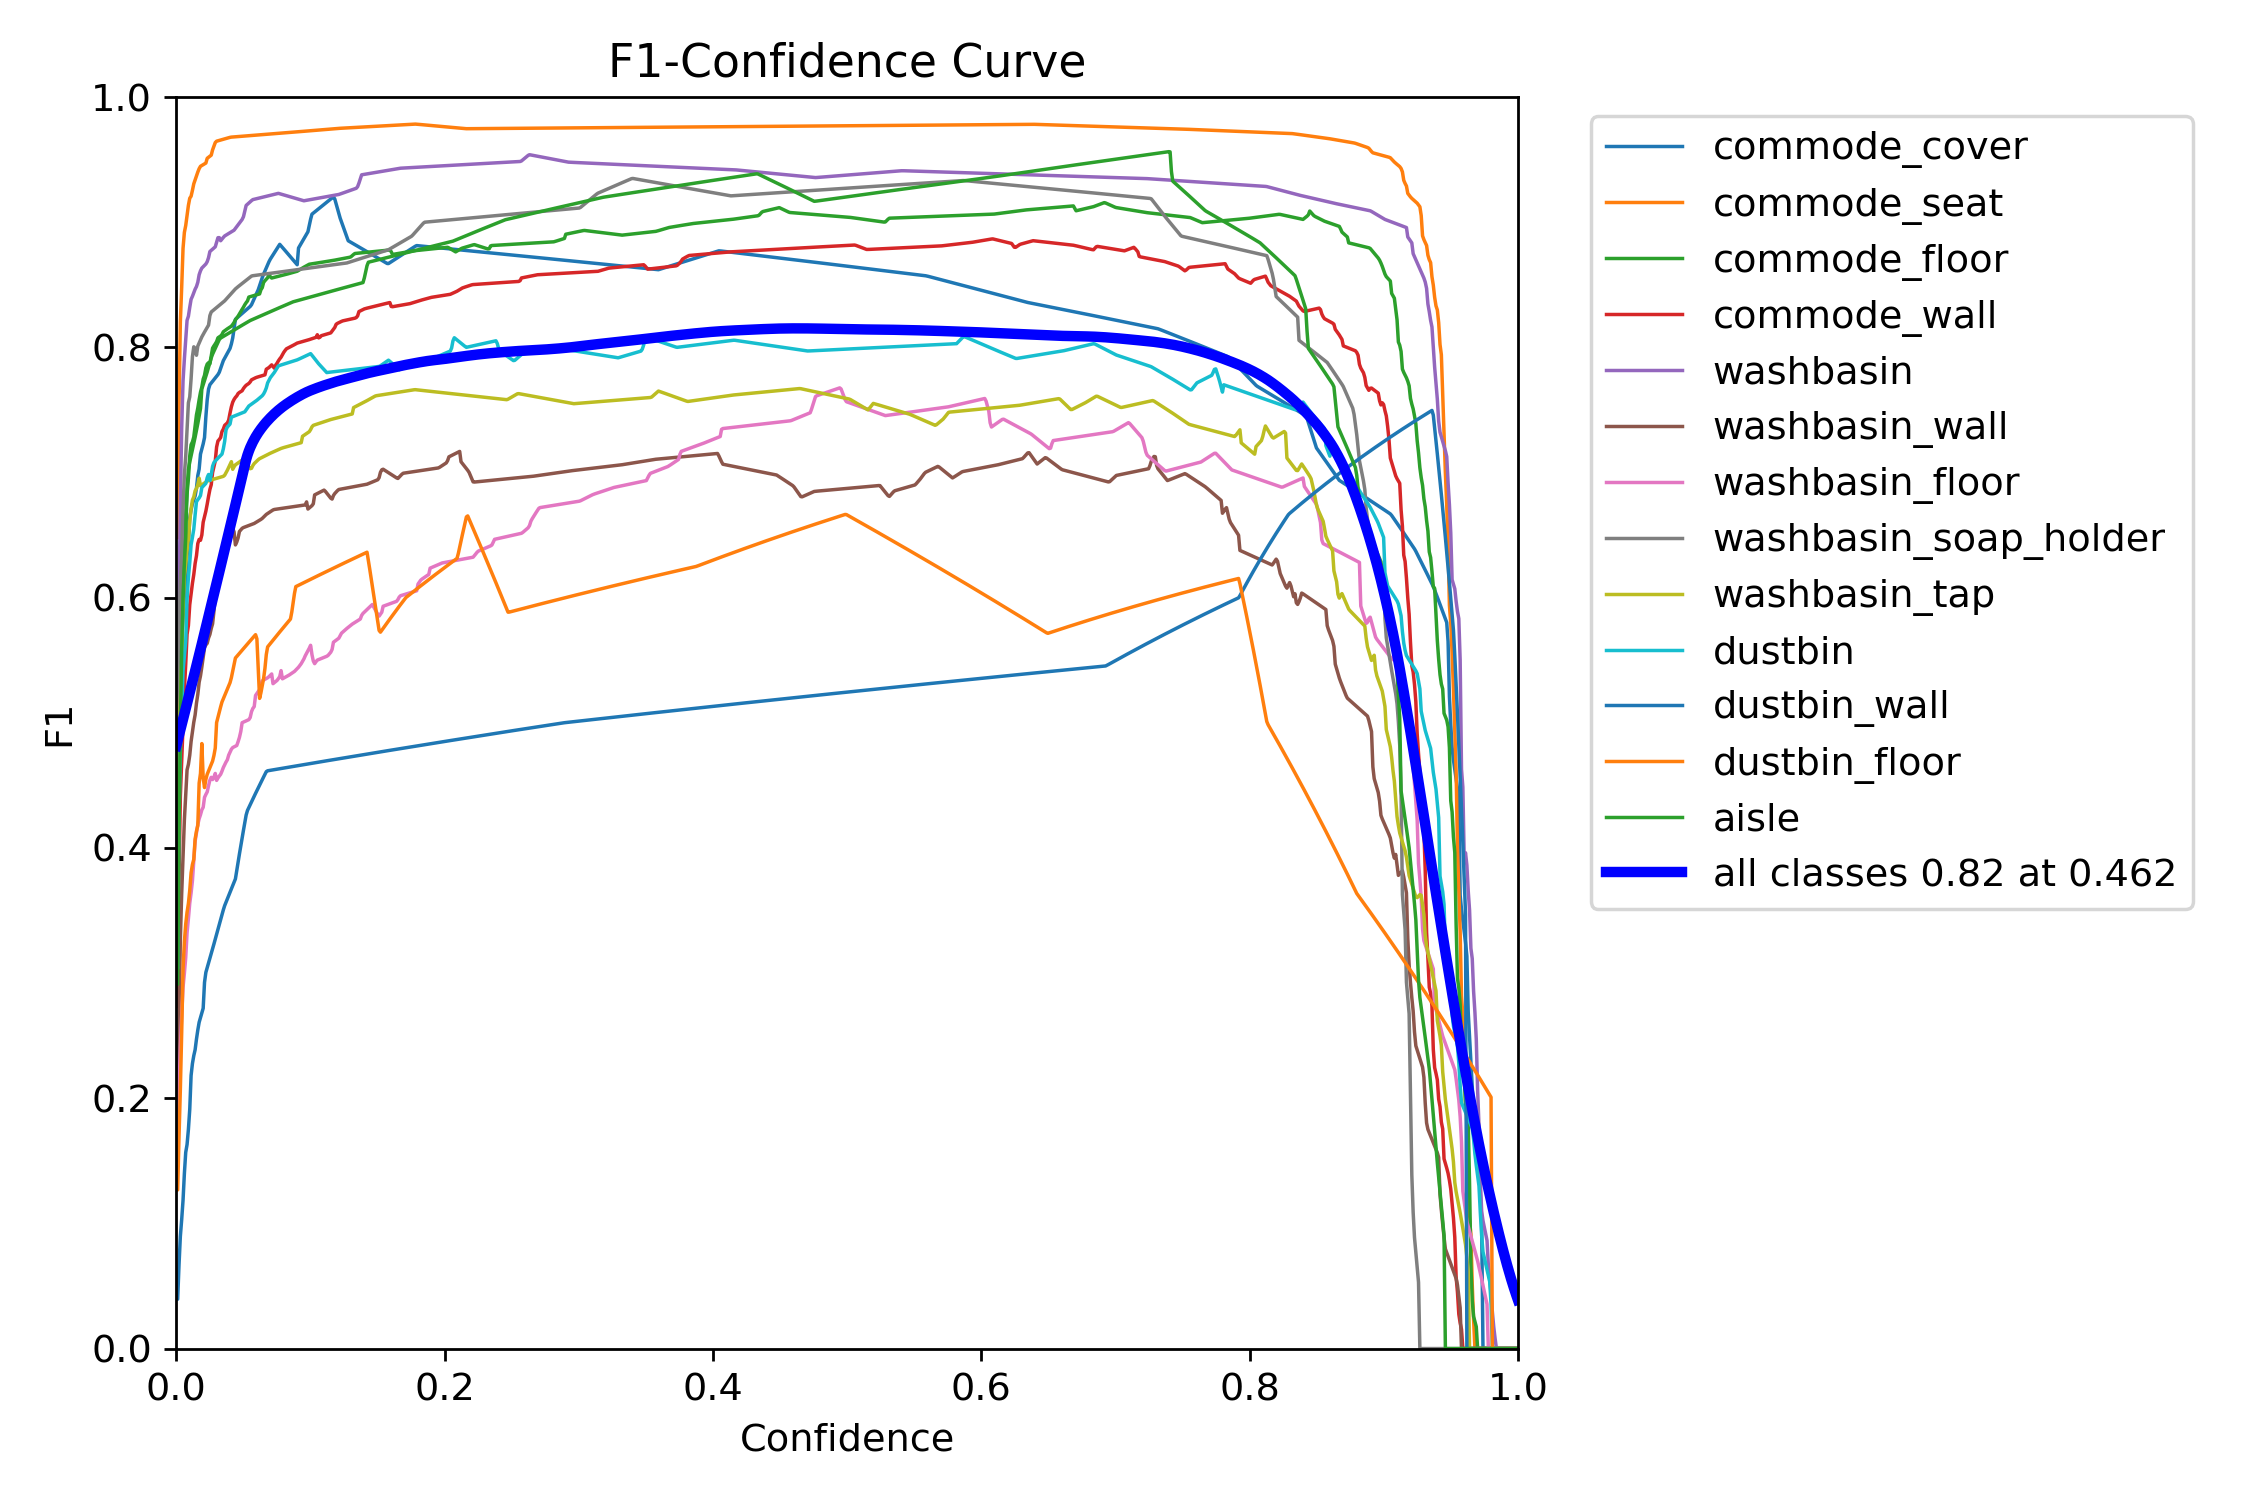 F1-Confidence Curve
1.0
0.8
0.6
0.4
0.2
0.0
F1
0.0 0.2 0.4 0.6 0.8 1.0
Confidence
commode_cover
commode_seat
commode_floor
commode_wall
washbasin
washbasin_wall
washbasin_floor
washbasin_soap_holder
washbasin_tap
dustbin
dustbin_wall
dustbin_floor
aisle
all classes 0.82 at 0.462